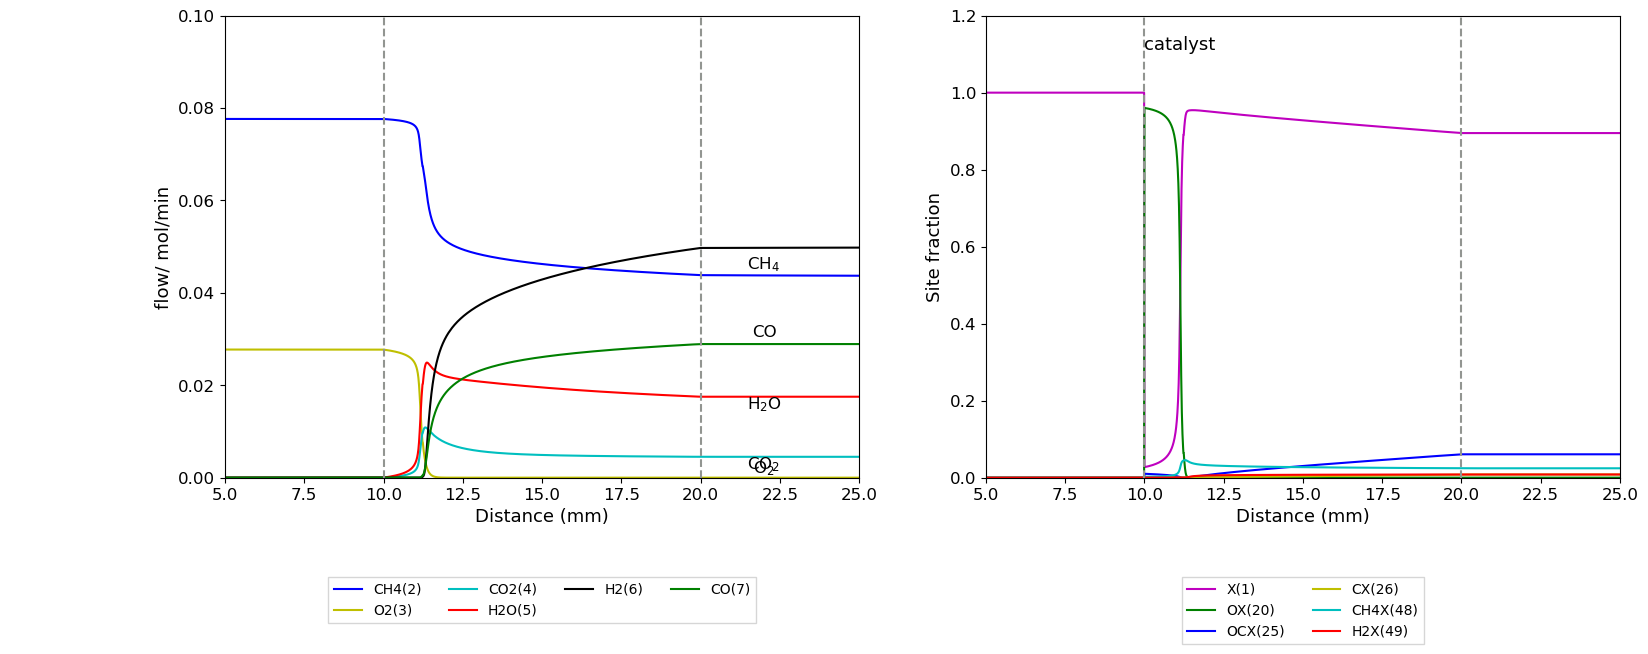 0.10
0.08
0.06
0.04
0.02
0.00
flow/ mol/min
CH₄
CO
H₂O
CO₂
O₂
5.0 7.5 10.0 12.5 15.0 17.5 20.0 22.5 25.0
Distance (mm)
CH4(2) CO2(4) H2(6) CO(7)
O2(3) H2O(5)
1.2
1.0
0.8
0.6
0.4
0.2
0.0
Site fraction
catalyst
5.0 7.5 10.0 12.5 15.0 17.5 20.0 22.5 25.0
Distance (mm)
X(1) CX(26)
OX(20) CH4X(48)
OCX(25) H2X(49)